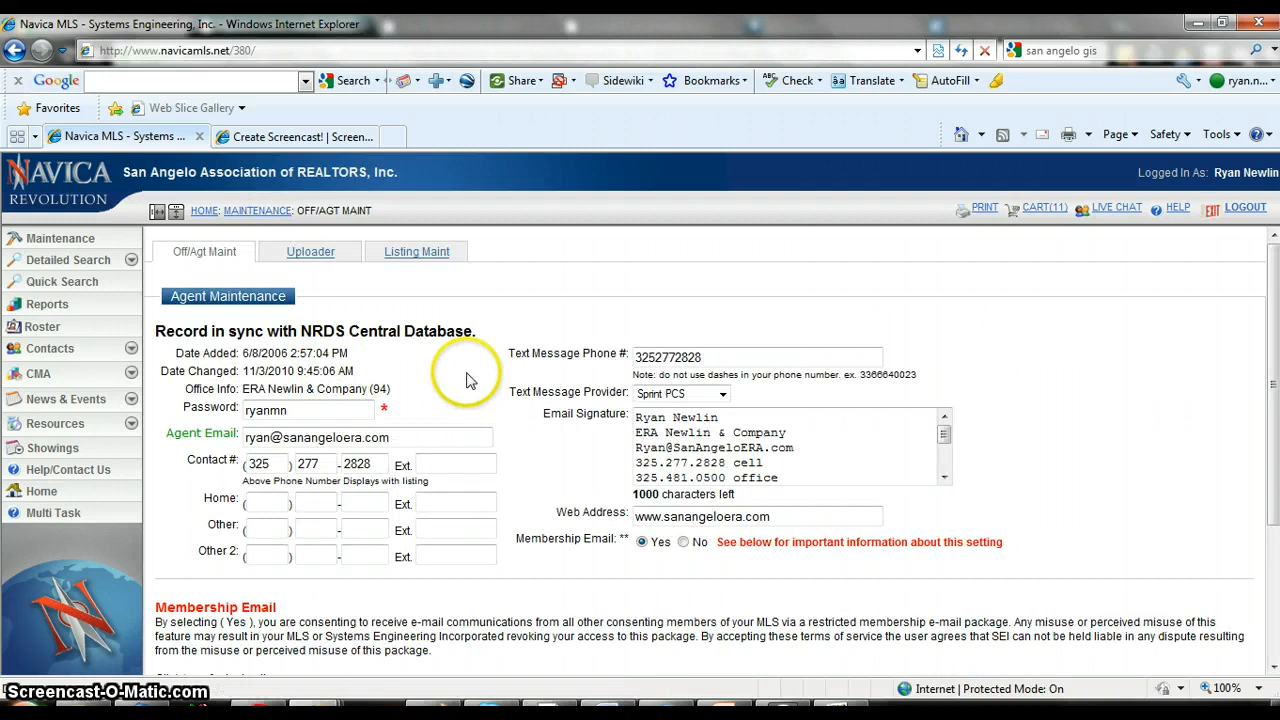 Navica MLS - Systems Engineering, Inc. - Windows Internet Explorer
http://www.navicamls.net/380/
san angelo gis
x Google Search Share Sidewiki Bookmarks Check Translate AutoFill ryan.n...
Favorites Web Slice Gallery
Navica MLS - Systems ... x Create Screencast! | Screen... Page Safety Tools
NAVICA
REVOLUTION
San Angelo Association of REALTORS, Inc.
Logged In As: Ryan Newlin
HOME: MAINTENANCE: OFF/AGT MAINT
PRINT CART(11) LIVE CHAT HELP EXIT LOGOUT
Maintenance
Detailed Search
Quick Search
Reports
Roster
Contacts
CMA
News & Events
Resources
Showings
Help/Contact Us
Home
Multi Task
Off/Agt Maint Uploader Listing Maint
Agent Maintenance
Record in sync with NRDS Central Database.
Date Added: 6/8/2006 2:57:04 PM
Date Changed: 11/3/2010 9:45:06 AM
Office Info: ERA Newlin & Company (94)
Password: ryanmn *
Agent Email: ryan@sanangeloera.com
Contact #: ( 325 ) 277 - 2828 Ext.
Above Phone Number Displays with listing
Home: ( ) - Ext.
Other: ( ) - Ext.
Other 2: ( ) - Ext.
Text Message Phone #: 3252772828
Note: do not use dashes in your phone number. ex. 3366640023
Text Message Provider: Sprint PCS
Email Signature: Ryan Newlin
ERA Newlin & Company
Ryan@SanAngeloERA.com
325.277.2828 cell
325.481.0500 office
1000 characters left
Web Address: www.sanangeloera.com
Membership Email: ** Yes No See below for important information about this setting
Membership Email
By selecting ( Yes ), you are consenting to receive e-mail communications from all other consenting members of your MLS via a restricted membership e-mail package. Any misuse or perceived misuse of this
feature may result in your MLS or Systems Engineering Incorporated revoking your access to this package. By accepting these terms of service the user agrees that SEI can not be held liable in any dispute resulting
from the misuse or perceived misuse of this package.
Screencast-O-Matic.com
Internet | Protected Mode: On
100%